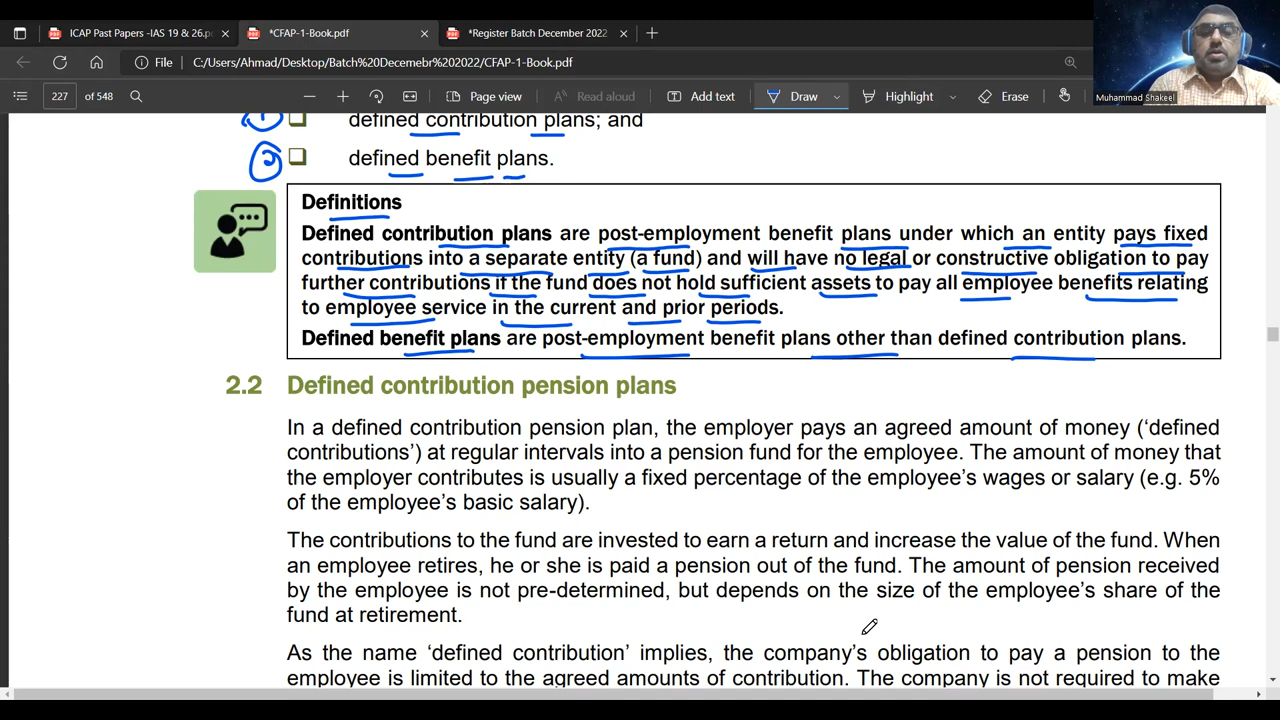 ICAP Past Papers -IAS 19 & 26.p
*CFAP-1-Book.pdf
*Register Batch December 2022
File
C:/Users/Ahmad/Desktop/Batch%20Decemebr%202022/CFAP-1-Book.pdf
227 of 548
Page view
Read aloud
Add text
Draw
Highlight
Erase
Muhammad Shakeel
1 defined contribution plans; and
2 defined benefit plans.
Definitions
Defined contribution plans are post-employment benefit plans under which an entity pays fixed
contributions into a separate entity (a fund) and will have no legal or constructive obligation to pay
further contributions if the fund does not hold sufficient assets to pay all employee benefits relating
to employee service in the current and prior periods.
Defined benefit plans are post-employment benefit plans other than defined contribution plans.
2.2 Defined contribution pension plans
In a defined contribution pension plan, the employer pays an agreed amount of money (‘defined
contributions’) at regular intervals into a pension fund for the employee. The amount of money that
the employer contributes is usually a fixed percentage of the employee’s wages or salary (e.g. 5%
of the employee’s basic salary).
The contributions to the fund are invested to earn a return and increase the value of the fund. When
an employee retires, he or she is paid a pension out of the fund. The amount of pension received
by the employee is not pre-determined, but depends on the size of the employee’s share of the
fund at retirement.
As the name ‘defined contribution’ implies, the company’s obligation to pay a pension to the
employee is limited to the agreed amounts of contribution. The company is not required to make